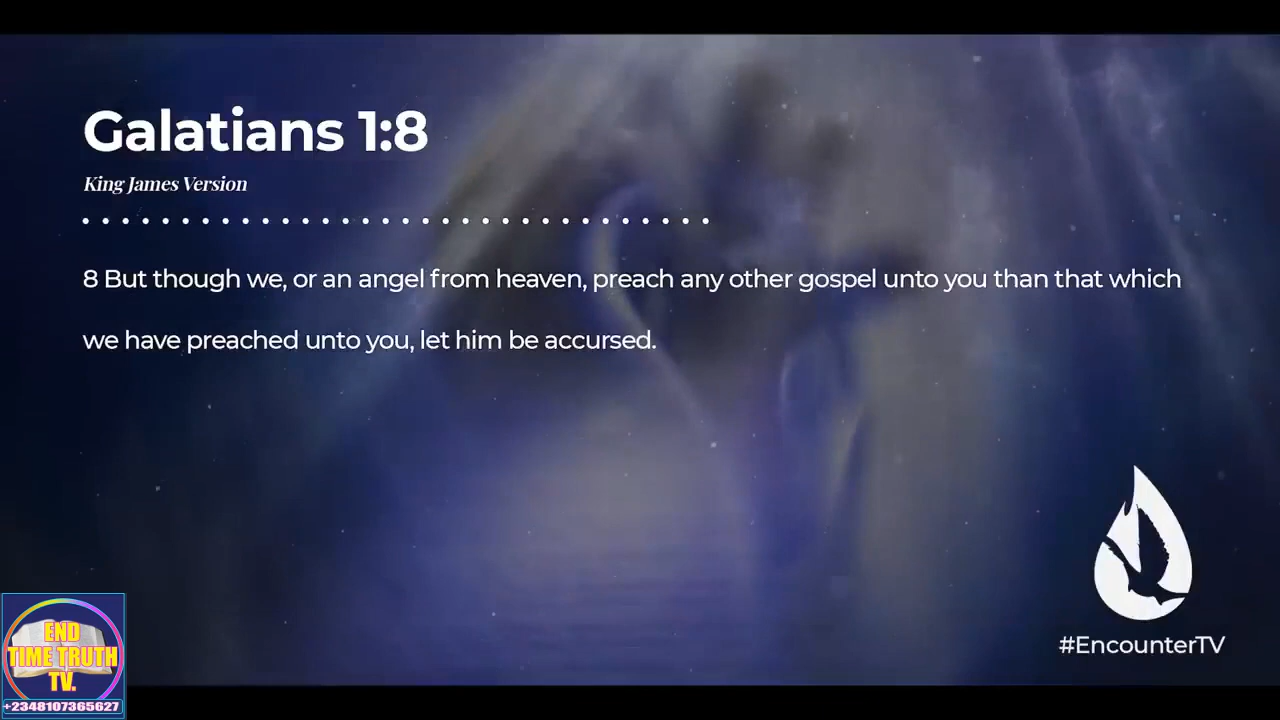 Galatians 1:8
King James Version
8 But though we, or an angel from heaven, preach any other gospel unto you than that which
we have preached unto you, let him be accursed.
#EncounterTV
END
TIME TRUTH
TV.
+2348107365627